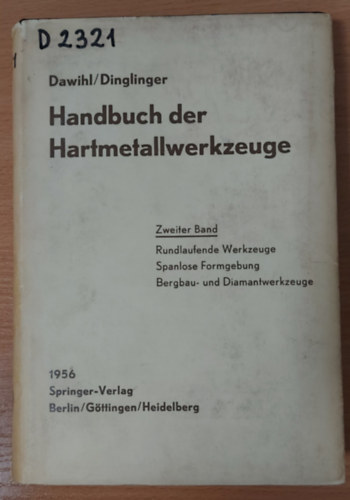 D 2321
Dawihl/Dinglinger
Handbuch der
Hartmetallwerkzeuge
Zweiter Band
Rundlaufende Werkzeuge
Spanlose Formgebung
Bergbau- und Diamantwerkzeuge
1956
Springer-Verlag
Berlin/Göttingen/Heidelberg